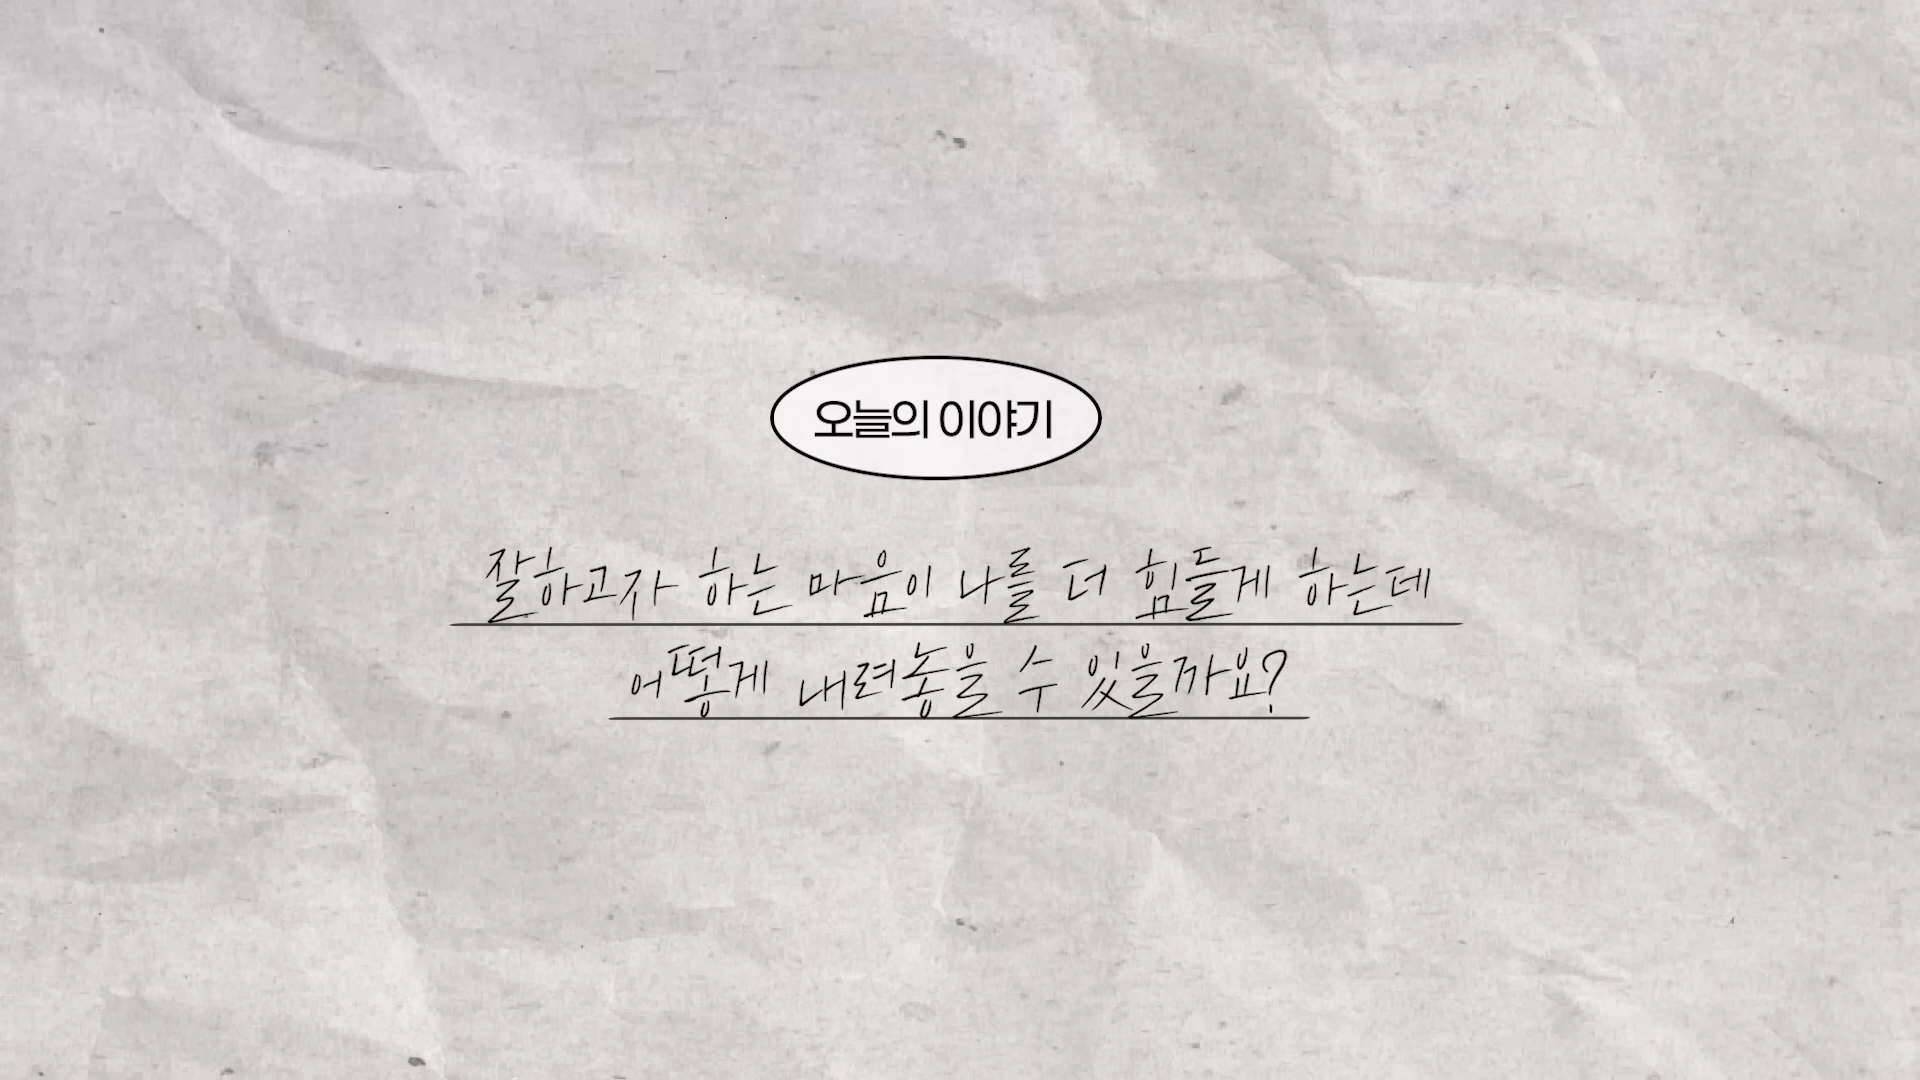 오늘의 이야기
잘하고자 하는 마음이 나를 더 힘들게 하는데
어떻게 내려놓을 수 있을까요?